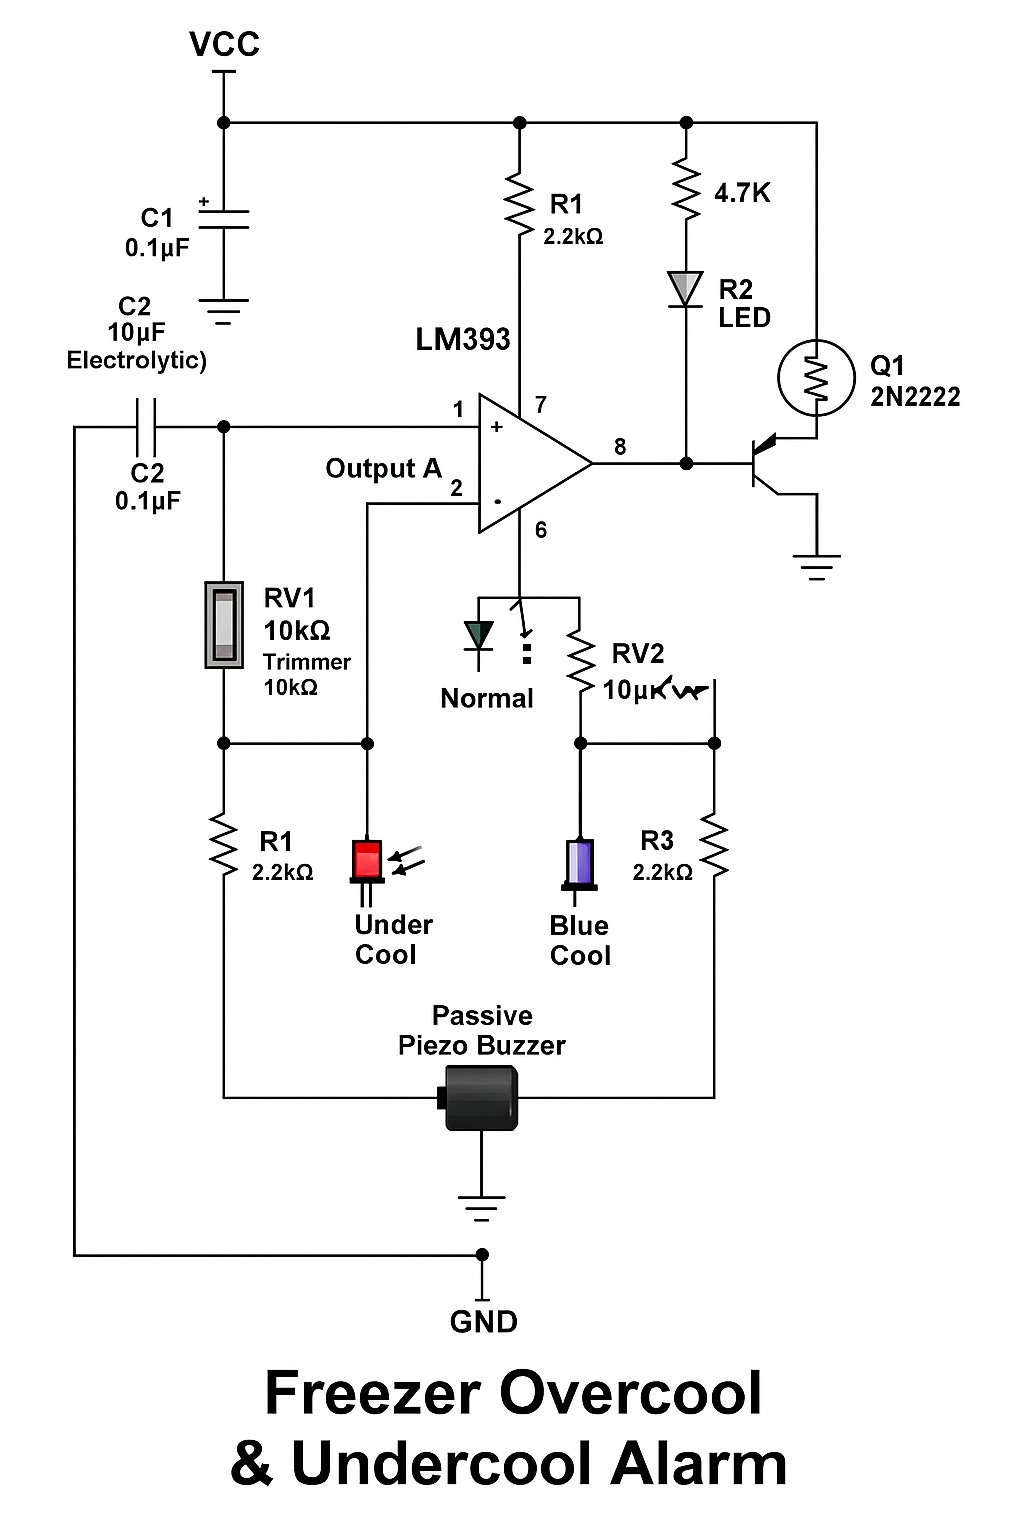 VCC
+
C1
0.1µF
R1
2.2kΩ
4.7K
R2
LED
C2
10µF
Electrolytic)
LM393
Q1
2N2222
1
+
7
8
C2
0.1µF
Output A
2
-
6
RV1
10kΩ
Trimmer
10kΩ
Normal
RV2
R1
2.2kΩ
R3
2.2kΩ
Under
Cool
Blue
Cool
Passive
Piezo Buzzer
GND
Freezer Overcool
& Undercool Alarm